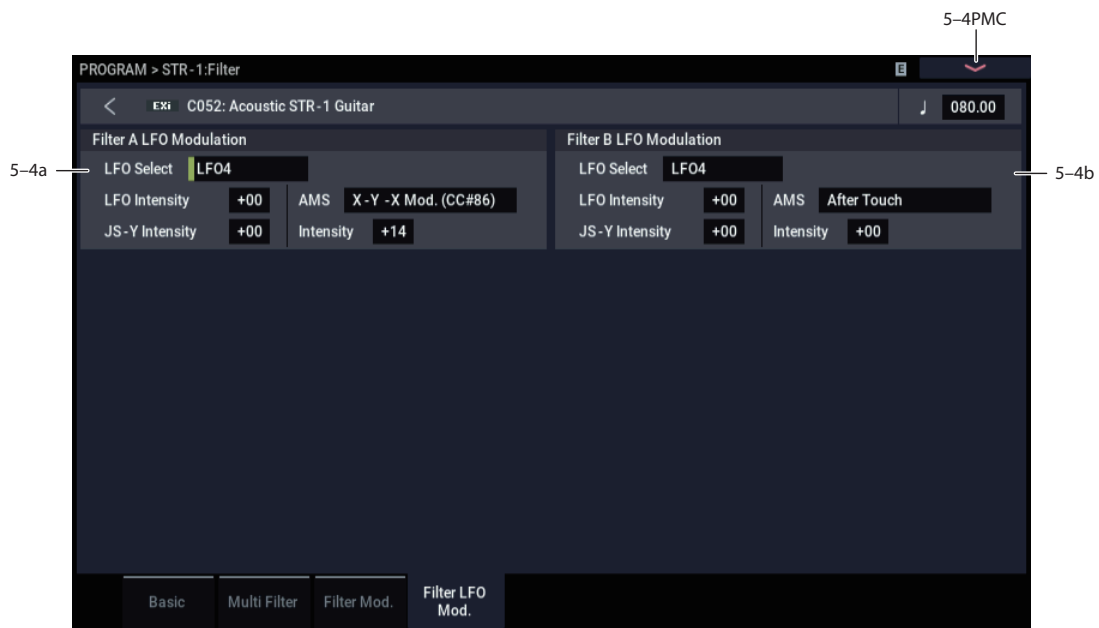 5–4PMC
PROGRAM > STR-1:Filter
E
EXi C052: Acoustic STR-1 Guitar
♩ 080.00
Filter A LFO Modulation
Filter B LFO Modulation
5–4a
LFO Select LFO4
LFO Select LFO4
5–4b
LFO Intensity +00 AMS X-Y -X Mod. (CC#86)
LFO Intensity +00 AMS After Touch
JS-Y Intensity +00 Intensity +14
JS-Y Intensity +00 Intensity +00
Basic
Multi Filter
Filter Mod.
Filter LFO
Mod.